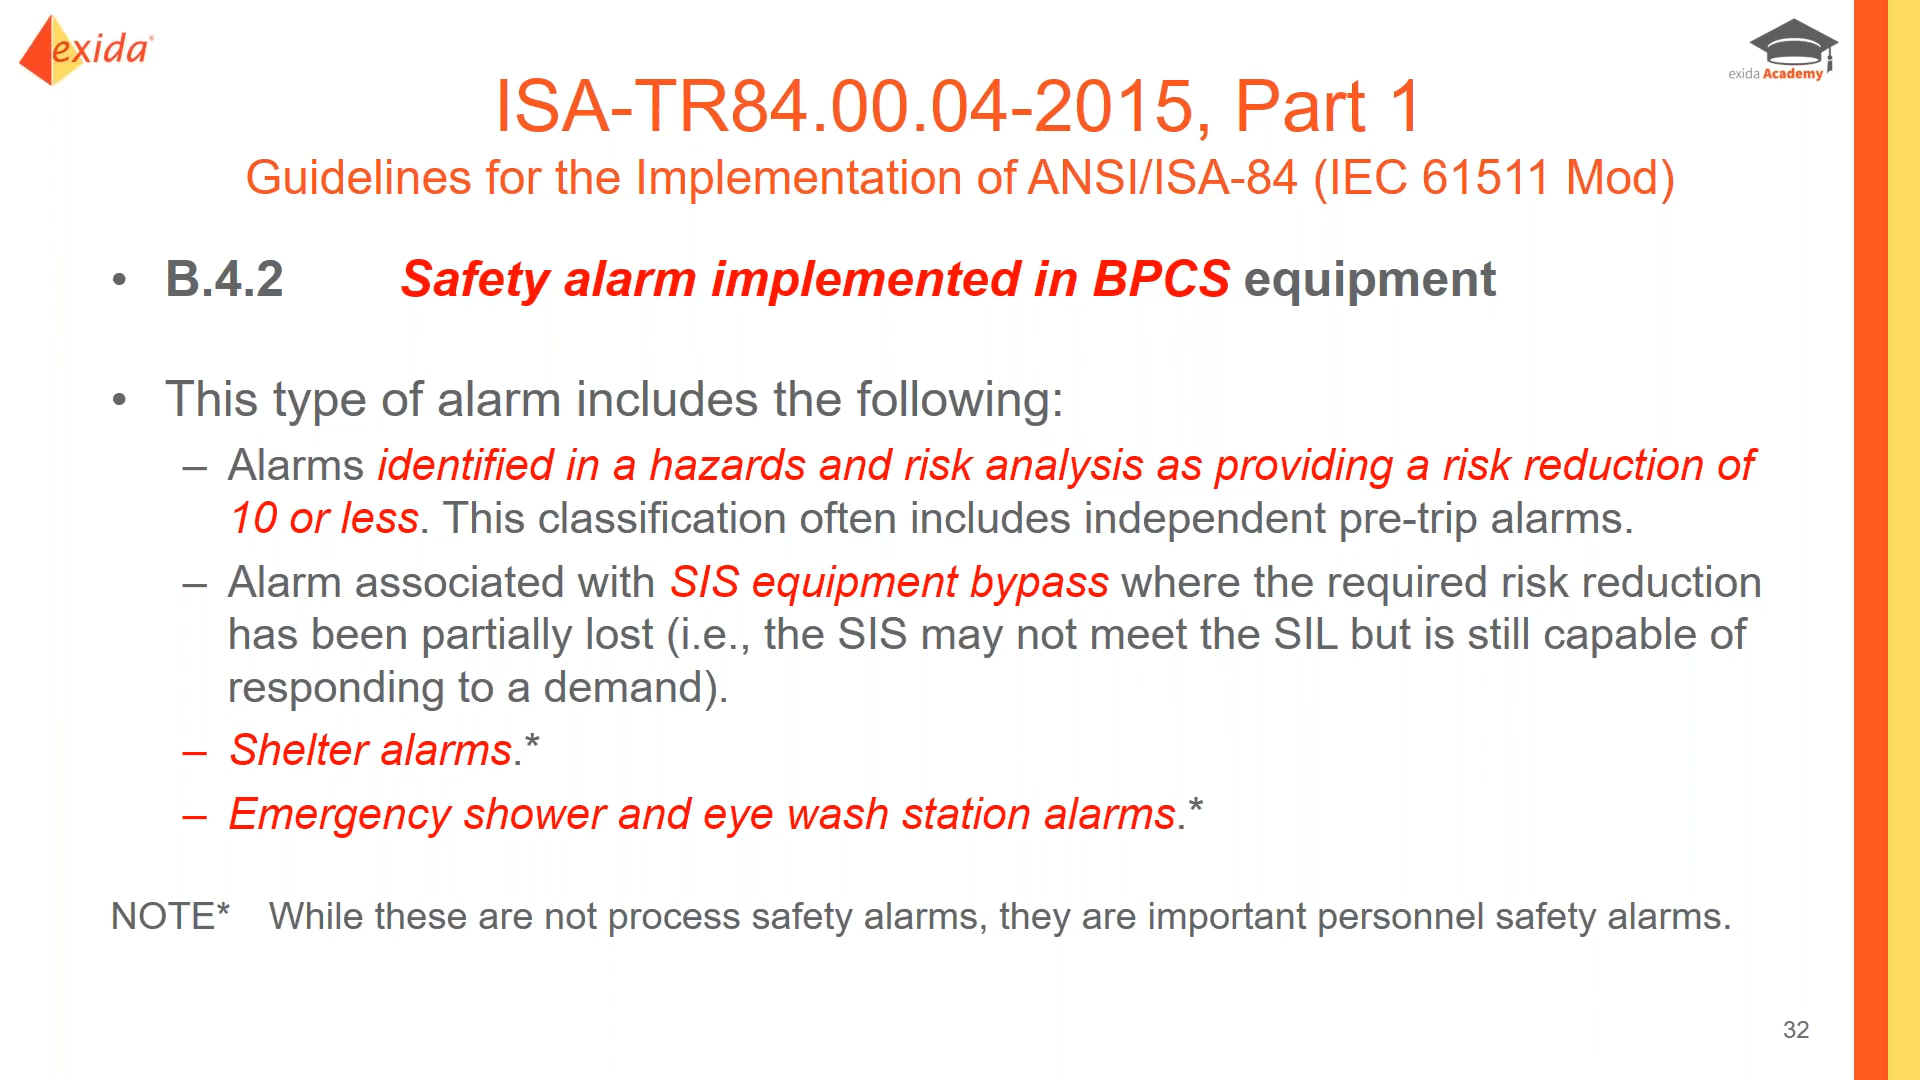 exida
exida Academy
ISA-TR84.00.04-2015, Part 1
Guidelines for the Implementation of ANSI/ISA-84 (IEC 61511 Mod)
• B.4.2 Safety alarm implemented in BPCS equipment
• This type of alarm includes the following:
– Alarms identified in a hazards and risk analysis as providing a risk reduction of
10 or less. This classification often includes independent pre-trip alarms.
– Alarm associated with SIS equipment bypass where the required risk reduction
has been partially lost (i.e., the SIS may not meet the SIL but is still capable of
responding to a demand).
– Shelter alarms.*
– Emergency shower and eye wash station alarms.*
NOTE* While these are not process safety alarms, they are important personnel safety alarms.
32